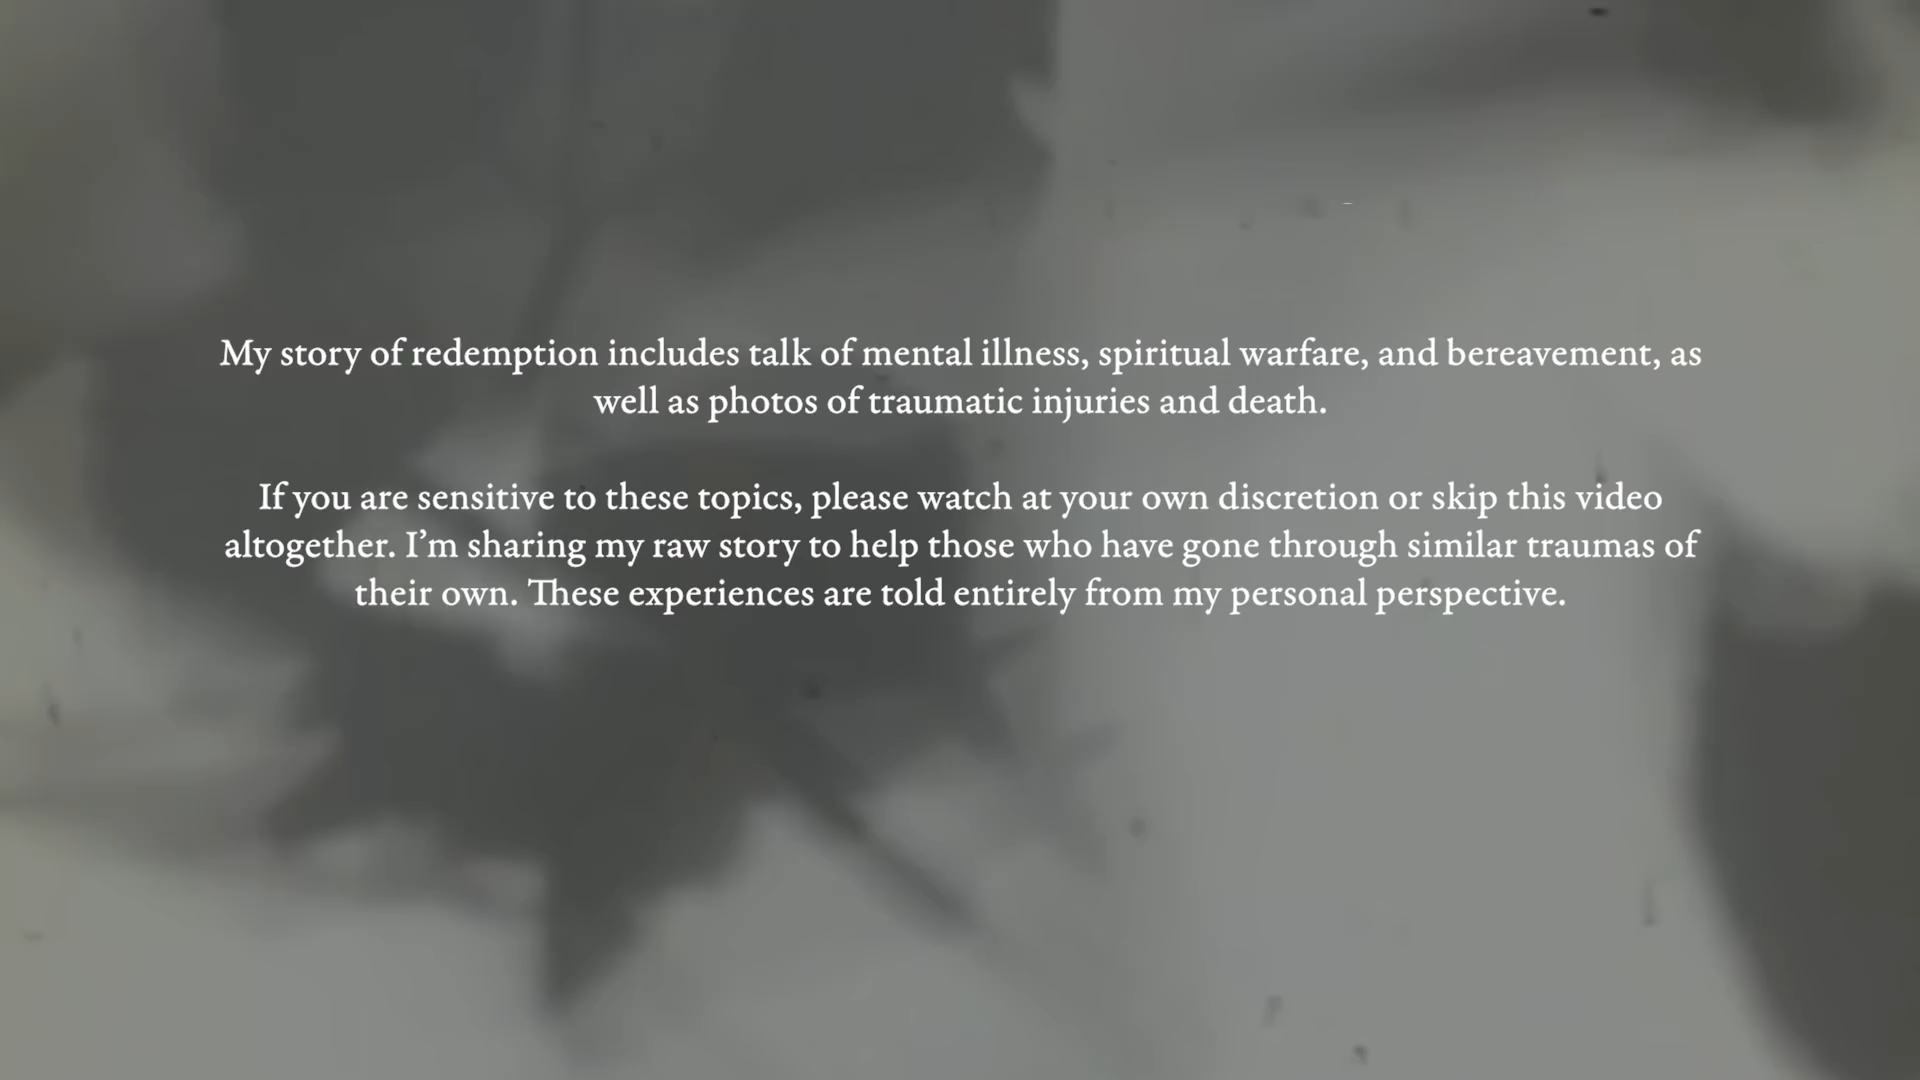 My story of redemption includes talk of mental illness, spiritual warfare, and bereavement, as
well as photos of traumatic injuries and death.
If you are sensitive to these topics, please watch at your own discretion or skip this video
altogether. I’m sharing my raw story to help those who have gone through similar traumas of
their own. These experiences are told entirely from my personal perspective.